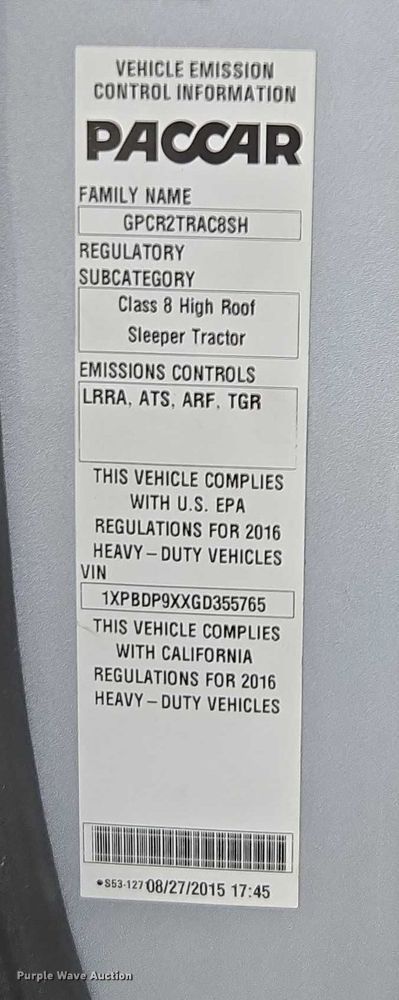 VEHICLE EMISSION
CONTROL INFORMATION
PACCAR
FAMILY NAME
GPCR2TRAC8SH
REGULATORY
SUBCATEGORY
Class 8 High Roof
Sleeper Tractor
EMISSIONS CONTROLS
LRRA, ATS, ARF, TGR
THIS VEHICLE COMPLIES
WITH U.S. EPA
REGULATIONS FOR 2016
HEAVY–DUTY VEHICLES
VIN
1XPBDP9XXGD355765
THIS VEHICLE COMPLIES
WITH CALIFORNIA
REGULATIONS FOR 2016
HEAVY–DUTY VEHICLES
S53-127 08/27/2015 17:45
Purple Wave Auction